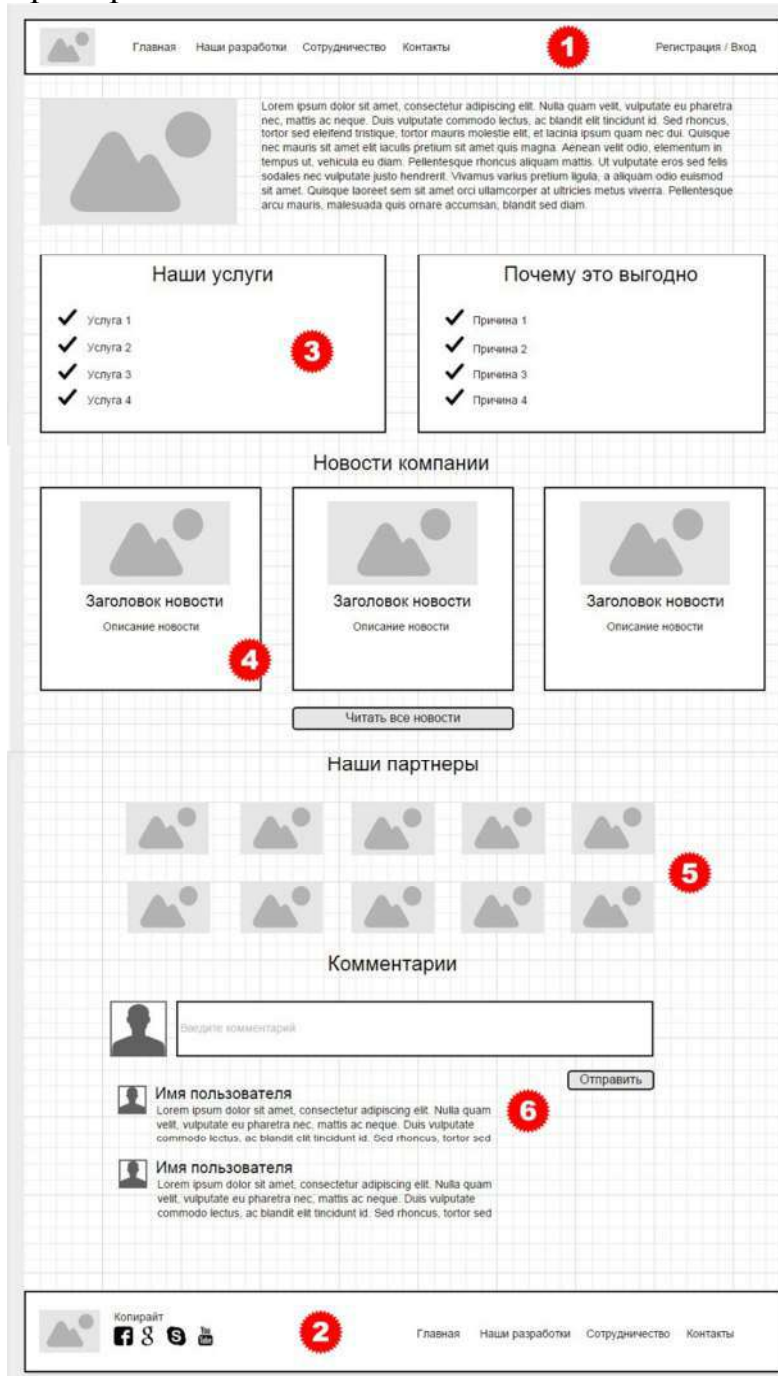 Главная Наши разработки Сотрудничество Контакты 1 Регистрация / Вход
Lorem ipsum dolor sit amet, consectetur adipiscing elit. Nulla quam velit, vulputate eu pharetra
nec, mattis ac neque. Duis vulputate commodo lectus, ac blandit elit tincidunt id. Sed rhoncus,
tortor sed eleifend tristique, tortor mauris molestie elit, et lacinia ipsum quam nec dui. Quisque
nec mauris sit amet elit iaculis pretium sit amet quis magna. Aenean velit odio, elementum in
tempus ut, vehicula eu diam. Pellentesque rhoncus aliquam mattis. Ut vulputate eros sed felis
sodales nec vulputate justo hendrerit. Vivamus varius pretium ligula, a aliquam odio euismod
sit amet. Quisque laoreet sem sit amet orci ullamcorper at ultricies metus viverra. Pellentesque
arcu mauris, malesuada quis ornare accumsan, blandit sed diam.
Наши услуги
Услуга 1
Услуга 2
3
Услуга 3
Услуга 4
Почему это выгодно
Причина 1
Причина 2
Причина 3
Причина 4
Новости компании
Заголовок новости
Описание новости
4
Заголовок новости
Описание новости
Заголовок новости
Описание новости
Читать все новости
Наши партнеры
5
Комментарии
Введите комментарий
Отправить
Имя пользователя
Lorem ipsum dolor sit amet, consectetur adipiscing elit. Nulla quam
velit, vulputate eu pharetra nec, mattis ac neque. Duis vulputate
commodo lectus, ac blandit elit tincidunt id. Sed rhoncus, tortor sed
6
Имя пользователя
Lorem ipsum dolor sit amet, consectetur adipiscing elit. Nulla quam
velit, vulputate eu pharetra nec, mattis ac neque. Duis vulputate
commodo lectus, ac blandit elit tincidunt id. Sed rhoncus, tortor sed
Копирайт
f 8 S You Tube
2
Главная Наши разработки Сотрудничество Контакты